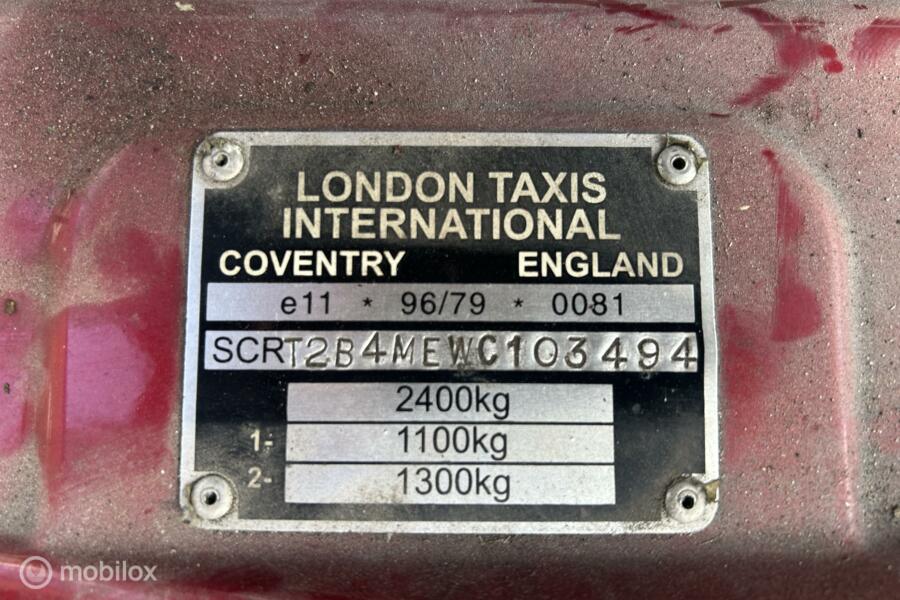 LONDON TAXIS
INTERNATIONAL
COVENTRY ENGLAND
e11 * 96/79 * 0081
SCRT2B4MEWC103494
2400kg
1- 1100kg
2- 1300kg
mobilox